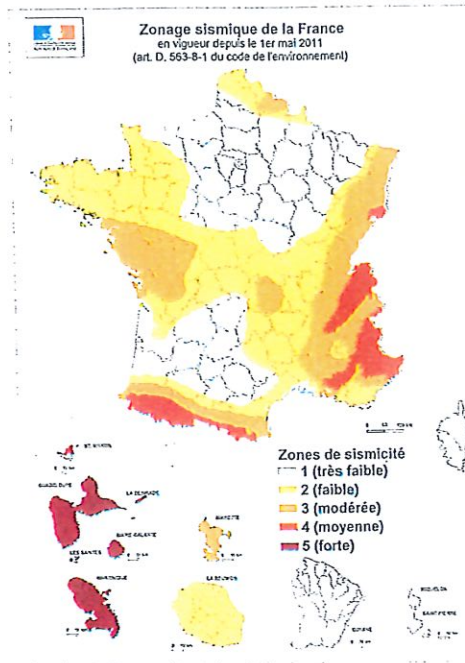 Zonage sismique de la France
en vigueur depuis le 1er mai 2011
(art. D. 563-8-1 du code de l'environnement)
Zones de sismicité
1 (très faible)
2 (faible)
3 (modérée)
4 (moyenne)
5 (forte)
GUADELOUPE
LA DESIRADE
MARIE-GALANTE
LES SAINTES
MAYOTTE
MARTINIQUE
LA REUNION
GUYANE
MIQUELON
SAINT-PIERRE